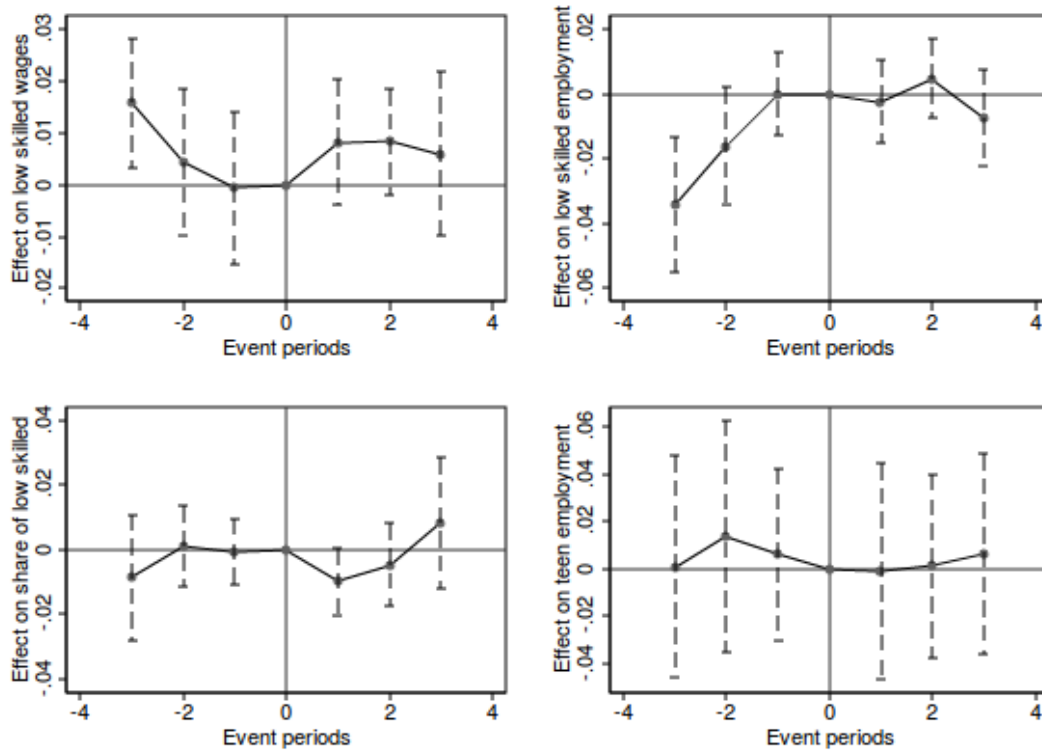 Effect on low skilled wages
.03
.02
.01
0
-.01
-.02
-4 -2 0 2 4
Event periods
Effect on low skilled employment
.02
0
-.02
-.04
-.06
-4 -2 0 2 4
Event periods
Effect on share of low skilled
.04
.02
0
-.02
-.04
-4 -2 0 2 4
Event periods
Effect on teen employment
.06
.04
.02
0
-.02
-.04
-4 -2 0 2 4
Event periods